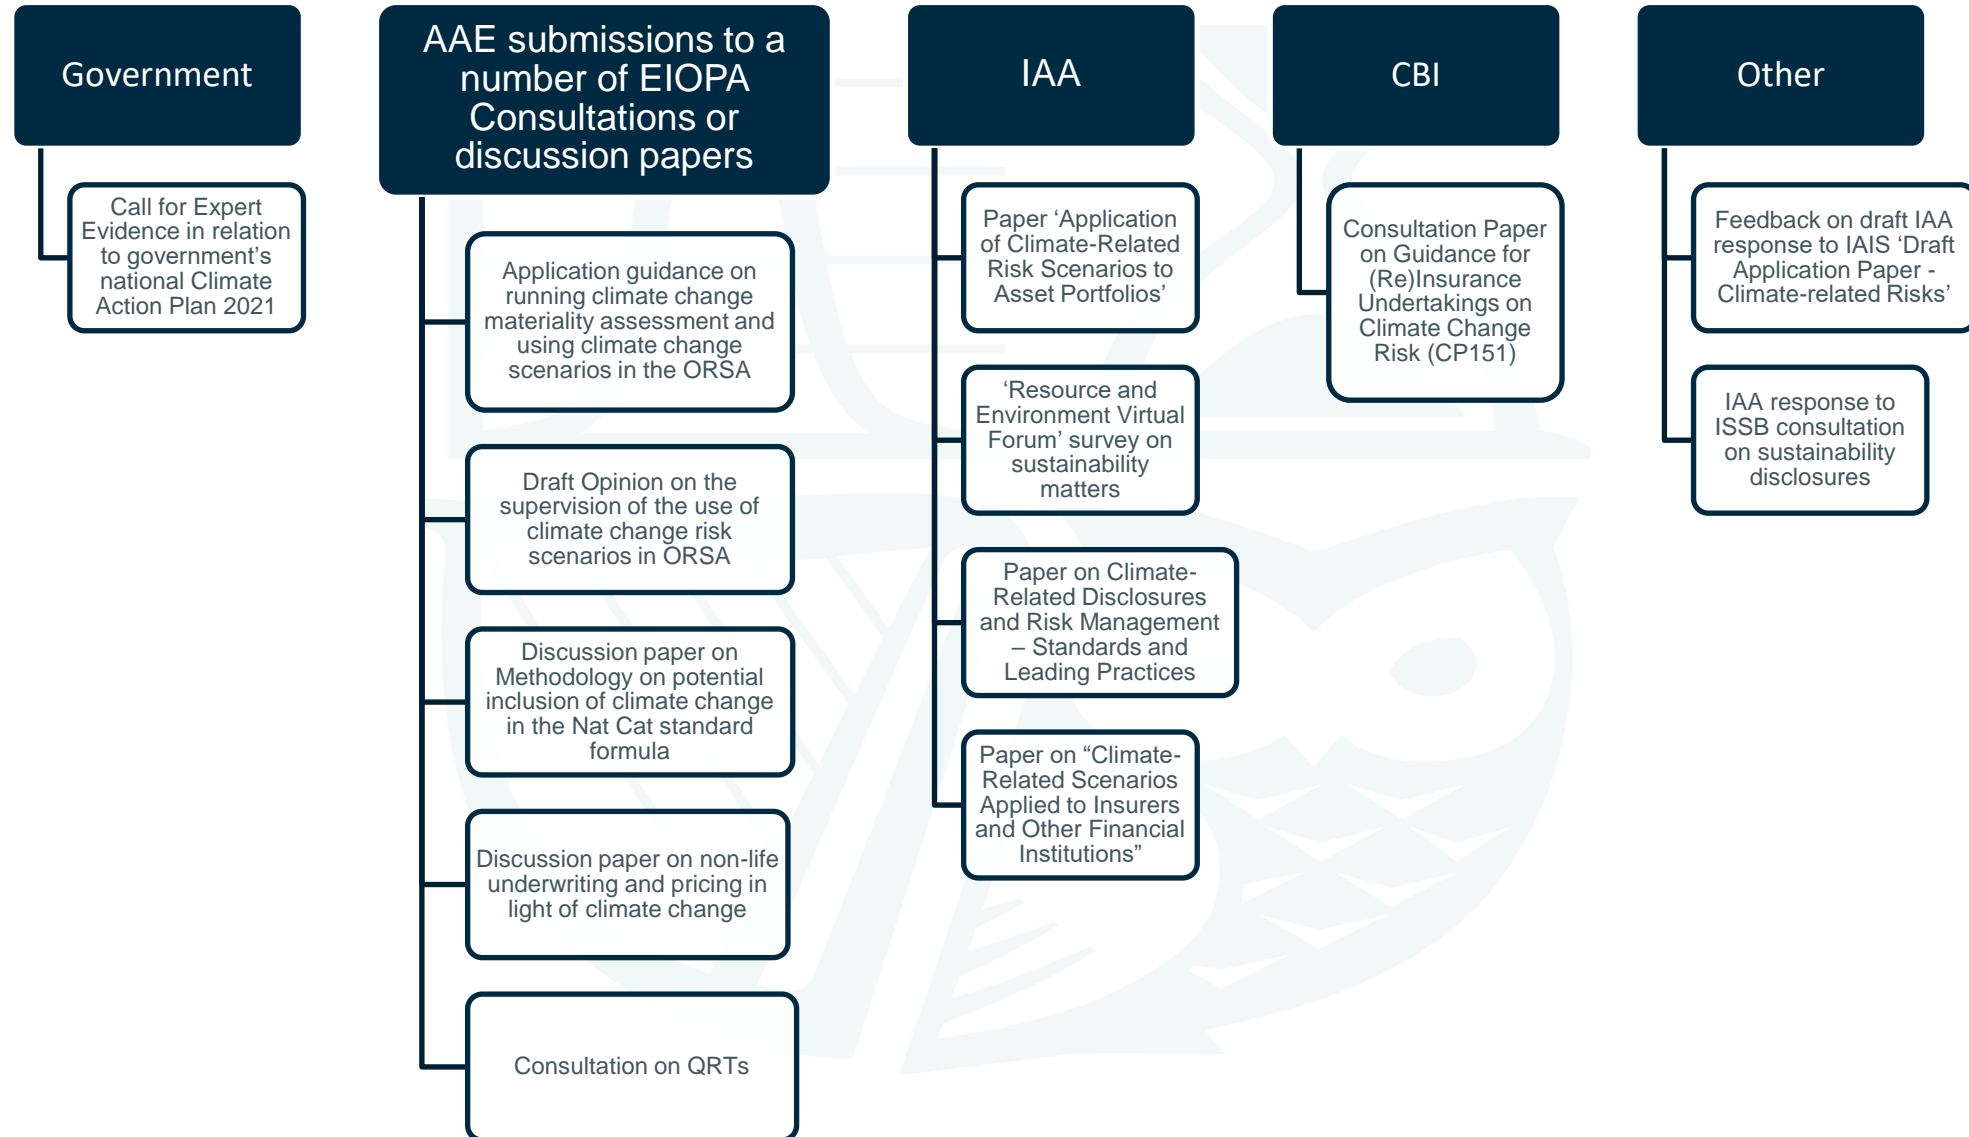 Government
Call for Expert
Evidence in relation
to government’s
national Climate
Action Plan 2021
AAE submissions to a
number of EIOPA
Consultations or
discussion papers
Application guidance on
running climate change
materiality assessment and
using climate change
scenarios in the ORSA
Draft Opinion on the
supervision of the use of
climate change risk
scenarios in ORSA
Discussion paper on
Methodology on potential
inclusion of climate change
in the Nat Cat standard
formula
Discussion paper on non-life
underwriting and pricing in
light of climate change
Consultation on QRTs
IAA
Paper ‘Application
of Climate-Related
Risk Scenarios to
Asset Portfolios’
‘Resource and
Environment Virtual
Forum’ survey on
sustainability
matters
Paper on Climate-
Related Disclosures
and Risk Management
– Standards and
Leading Practices
Paper on “Climate-
Related Scenarios
Applied to Insurers
and Other Financial
Institutions”
CBI
Consultation Paper
on Guidance for
(Re)Insurance
Undertakings on
Climate Change
Risk (CP151)
Other
Feedback on draft IAA
response to IAIS ‘Draft
Application Paper -
Climate-related Risks’
IAA response to
ISSB consultation
on sustainability
disclosures